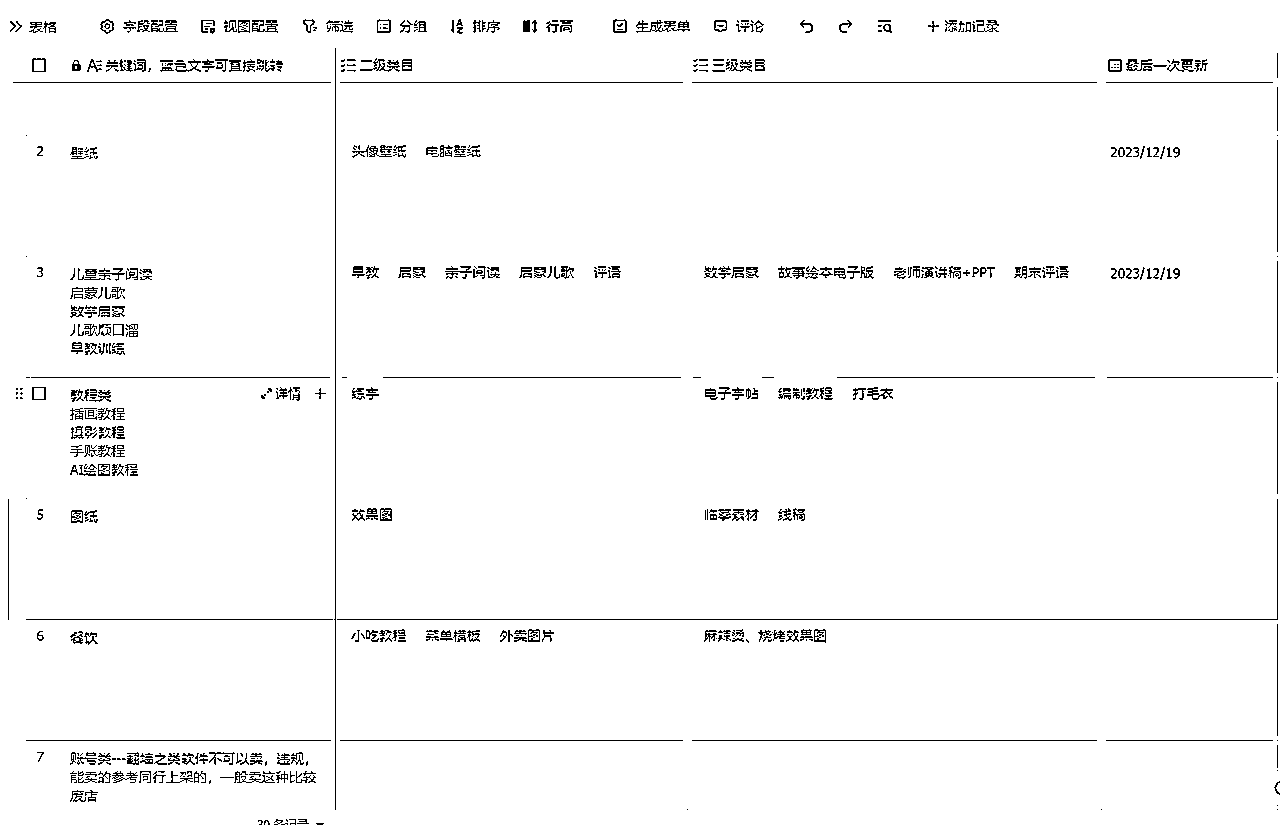 表格 字段配置 视图配置 筛选 分组 排序 行高 生成表单 评论 添加记录
关键词，蓝色文字可直接跳转 二级类目 三级类目 最后一次更新
2 壁纸 头像壁纸 电脑壁纸 2023/12/19
3 儿童亲子阅读 早教 启蒙 亲子阅读 启蒙儿歌 评语 数学启蒙 故事绘本电子版 老师演讲稿+PPT 期末评语 2023/12/19
启蒙儿歌
数学启蒙
儿歌顺口溜
早教训练
教程类 详情 练字 电子字帖 编制教程 打毛衣
插画教程
摄影教程
手账教程
AI绘图教程
5 图纸 效果图 临摹素材 线稿
6 餐饮 小吃教程 菜单模板 外卖图片 麻辣烫、烧烤效果图
7 账号类---翻墙之类软件不可以卖，违规，
能卖的参考同行上架的，一般卖这种比较
废店
30 条记录